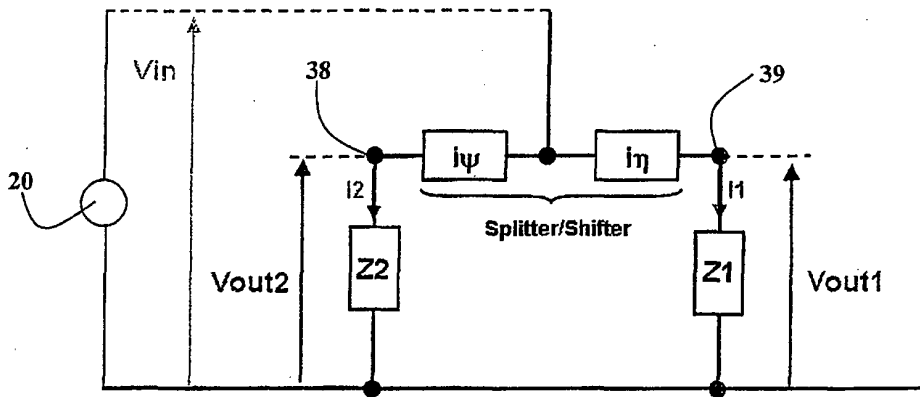 Vin
38
39
20
iψ
iη
I2
I1
Splitter/Shifter
Z2
Z1
Vout2
Vout1